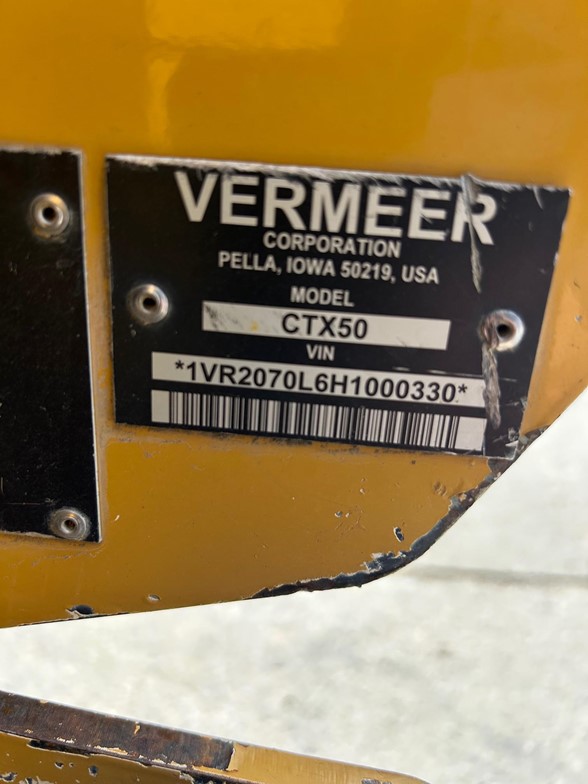 VERMEER
CORPORATION
PELLA, IOWA 50219, USA
MODEL
CTX50
VIN
*1VR2070L6H1000330*